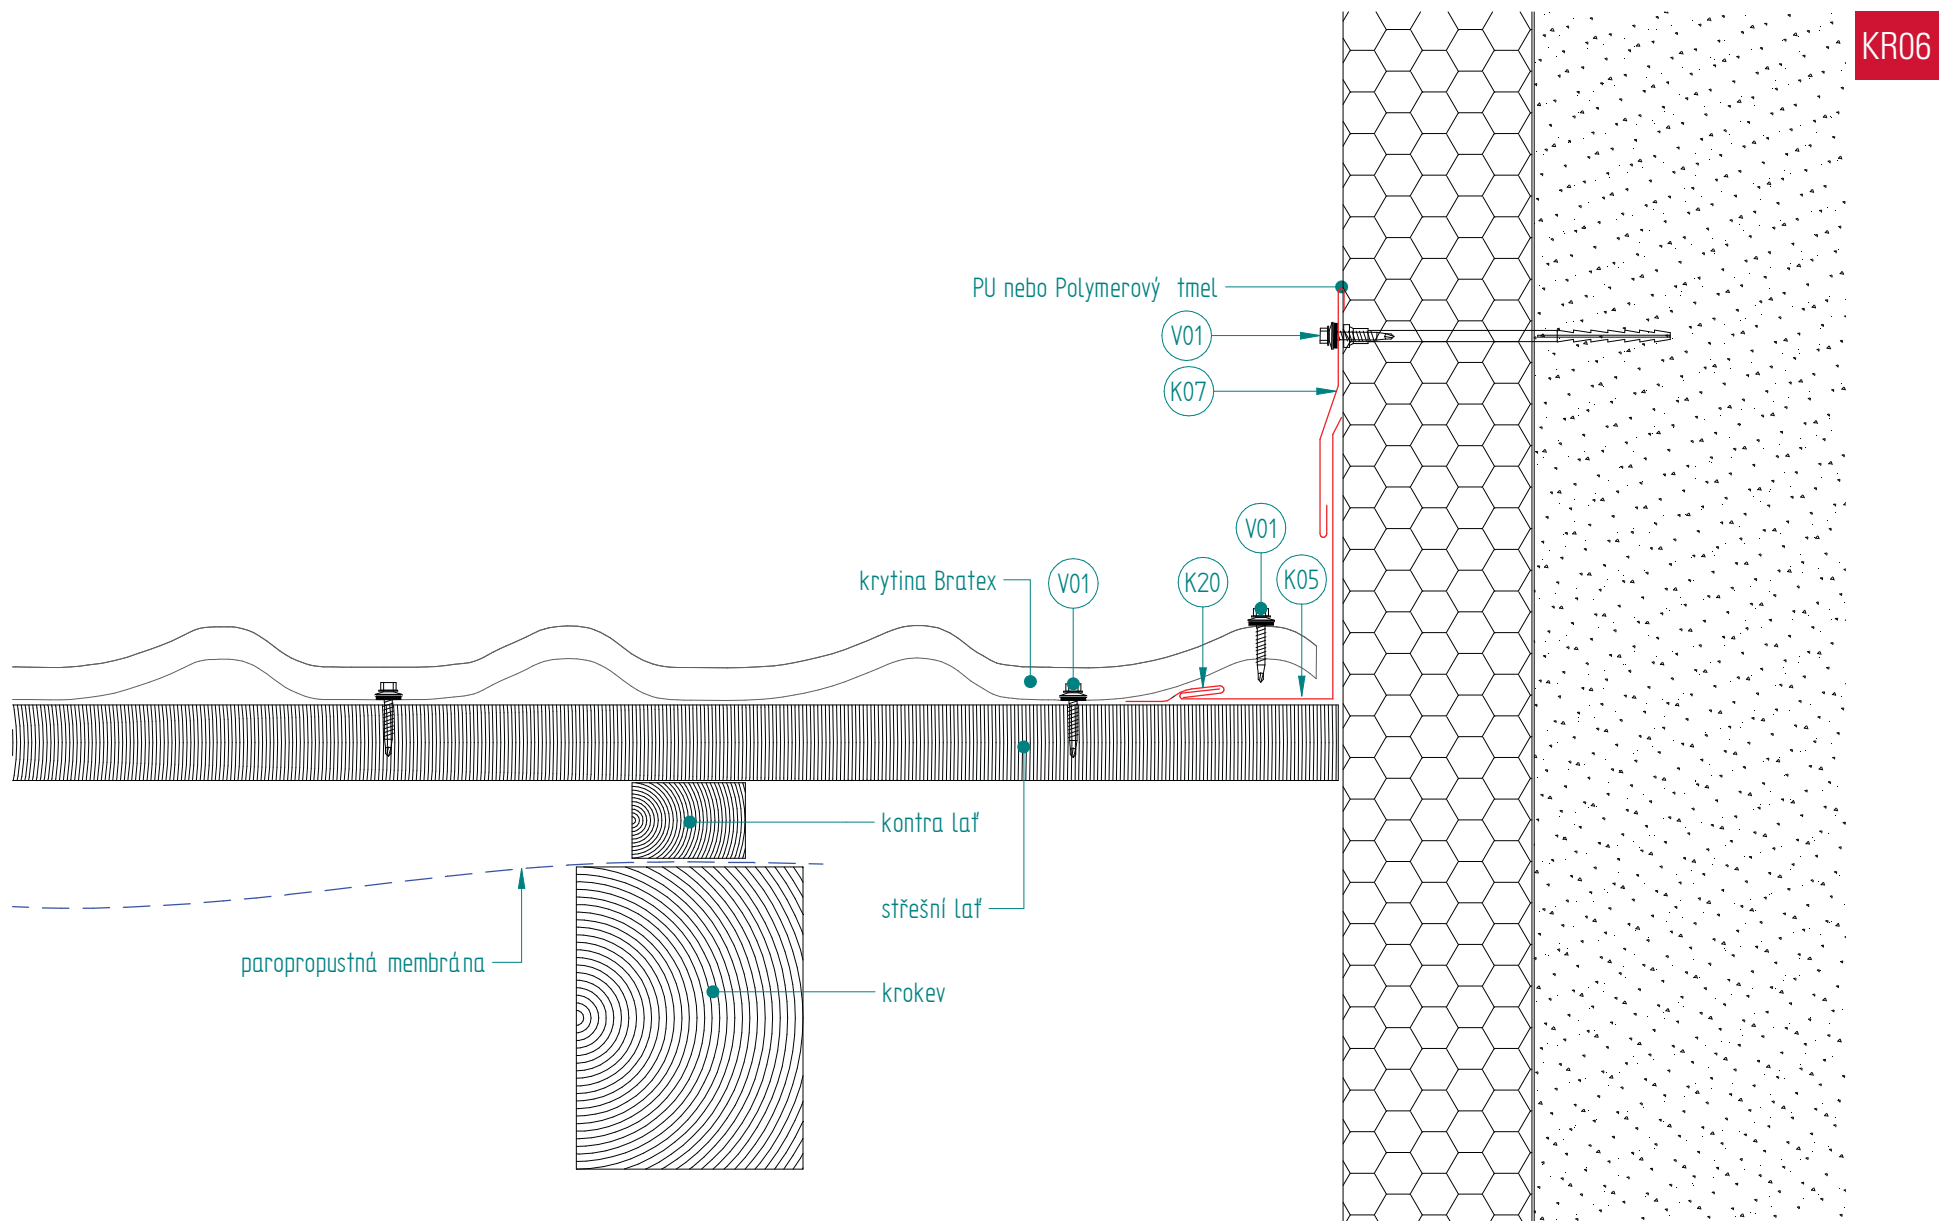 KR06
PU nebo Polymerový tmel
V01
K07
V01
krytina Bratex
V01
K20
K05
kontra lať
střešní lať
paropropustná membrána
krokev